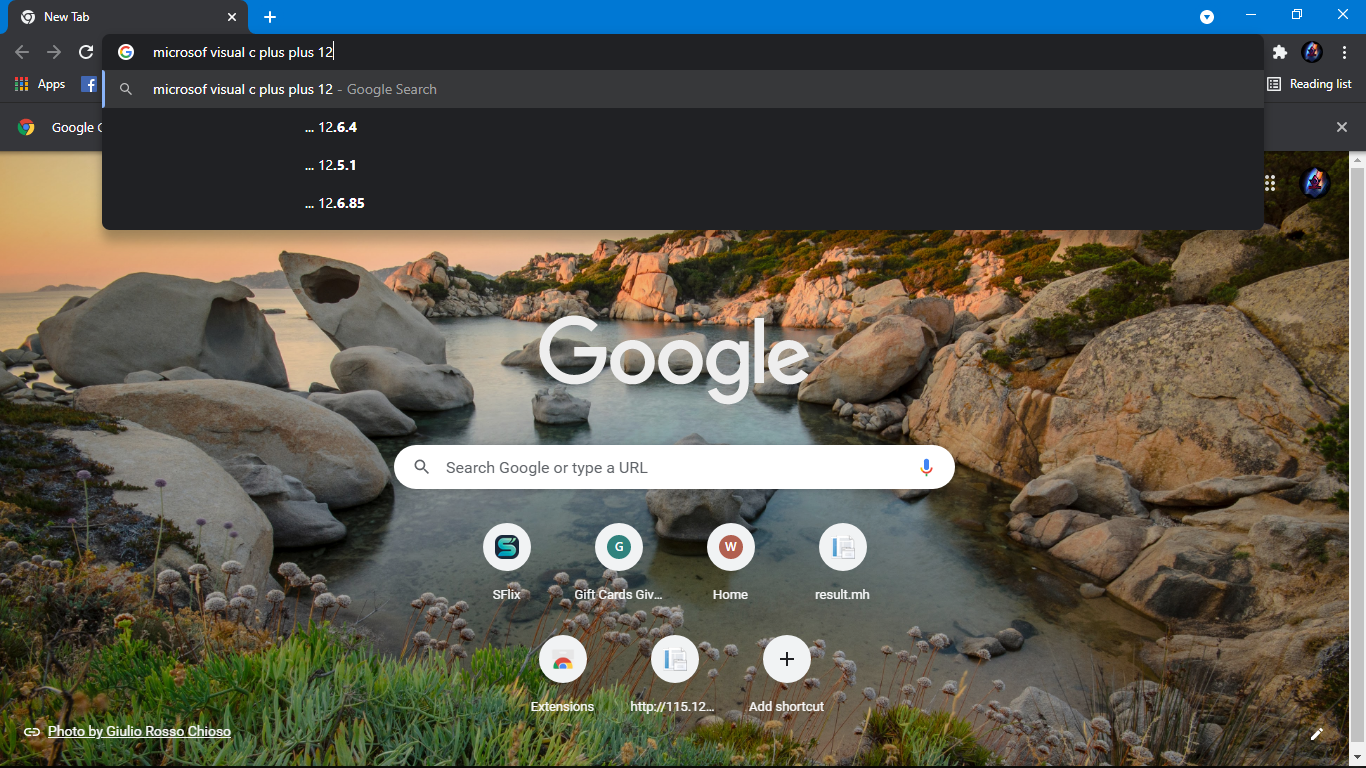 New Tab
microsof visual c plus plus 12
Apps
Reading list
microsof visual c plus plus 12 - Google Search
Google C
... 12.6.4
... 12.5.1
... 12.6.85
Google
Search Google or type a URL
G
W
SFlix
Gift Cards Giv...
Home
result.mh
Extensions
http://115.12...
Add shortcut
Photo by Giulio Rosso Chioso